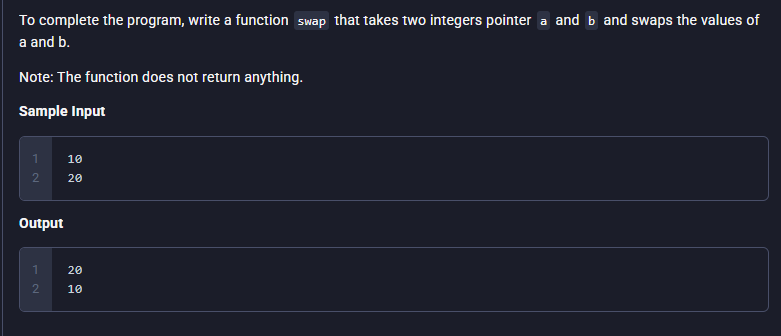 To complete the program, write a function swap that takes two integers pointer a and b and swaps the values of
a and b.
Note: The function does not return anything.
Sample Input
1 10
2 20
Output
1 20
2 10